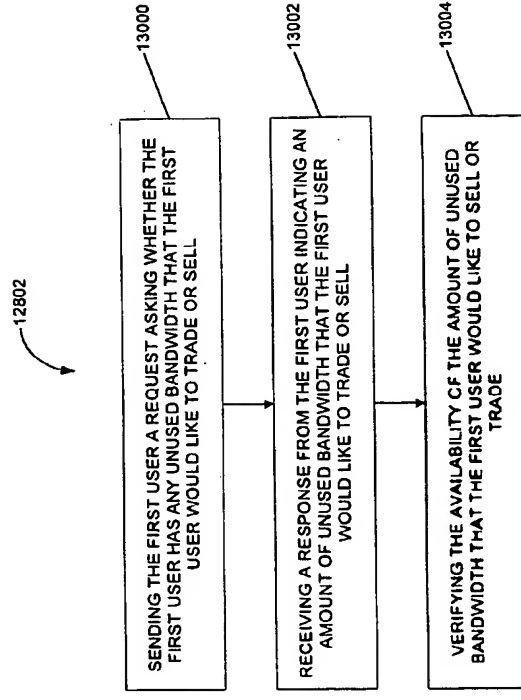 12802
SENDING THE FIRST USER A REQUEST ASKING WHETHER THE
FIRST USER HAS ANY UNUSED BANDWIDTH THAT THE FIRST
USER WOULD LIKE TO TRADE OR SELL
13000
RECEIVING A RESPONSE FROM THE FIRST USER INDICATING AN
AMOUNT OF UNUSED BANDWIDTH THAT THE FIRST USER
WOULD LIKE TO TRADE OR SELL
13002
VERIFYING THE AVAILABILITY OF THE AMOUNT OF UNUSED
BANDWIDTH THAT THE FIRST USER WOULD LIKE TO SELL OR
TRADE
13004